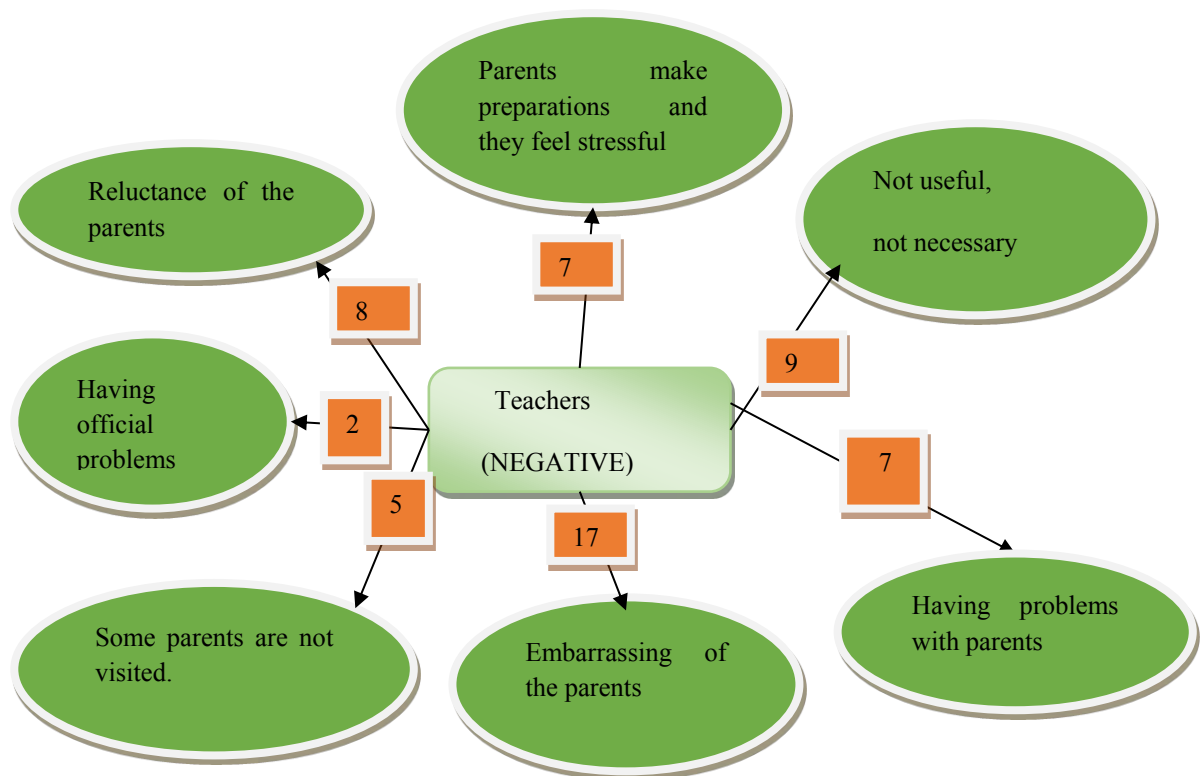 Parents make
preparations and
they feel stressful
Not useful,
not necessary
Reluctance of the
parents
7
8
9
Having
official
problems
2
Teachers
(NEGATIVE)
7
5
17
Some parents are not
visited.
Embarrassing of
the parents
Having problems
with parents